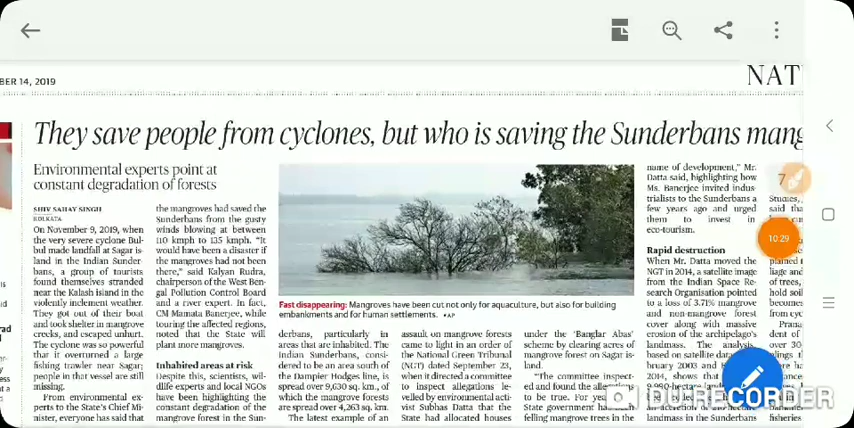 BER 14, 2019
NAT
They save people from cyclones, but who is saving the Sunderbans mang
Environmental experts point at
constant degradation of forests
SHIV SAHAY SINGH
KOLKATA
On November 9, 2019, when
the very severe cyclone Bul-
bul made landfall at Sagar is-
land in the Indian Sunder-
bans, a group of tourists
found themselves stranded
near the Kalash island in the
violently inclement weather.
They got out of their boat
and took shelter in mangrove
creeks, and escaped unhurt.
The cyclone was so powerful
that it overturned a large
fishing trawler near Sagar;
people in that vessel are still
missing.
From environmental ex-
perts to the State's Chief Mi-
nister, everyone has said that
the mangroves had saved the
Sunderbans from the gusty
winds blowing at between
110 kmph to 135 kmph. "It
would have been a disaster if
the mangroves had not been
there," said Kalyan Rudra,
chairperson of the West Ben-
gal Pollution Control Board
and a river expert. In fact,
CM Mamata Banerjee, while
touring the affected regions,
noted that the State will
plant more mangroves.
Inhabited areas at risk
Despite this, scientists, wil-
dlife experts and local NGOs
have been highlighting the
constant degradation of the
mangrove forest in the Sun-
Fast disappearing: Mangroves have been cut not only for aquaculture, but also for building
embankments and for human settlements. •AP
derbans, particularly in
areas that are inhabited. The
Indian Sunderbans, consi-
dered to be an area south of
the Dampier Hodges line, is
spread over 9,630 sq. km., of
which the mangrove forests
are spread over 4,263 sq. km.
The latest example of an
assault on mangrove forests
came to light in an order of
the National Green Tribunal
(NGT) dated September 23,
when it directed a committee
to inspect allegations le-
velled by environmental acti-
vist Subhas Datta that the
State had allocated houses
under the 'Banglar Abas'
scheme by clearing acres of
mangrove forest on Sagar is-
land.
The committee inspect-
ed and found the
to be true. For
State government had
felling mangrove trees in the
name of development," Mr.
Datta said, highlighting how
Ms. Banerjee invited indus-
trialists to the Sunderbans a
few years ago and urged
them to invest in
eco-tourism.
Rapid destruction
When Mr. Datta moved the
NGT in 2014, a satellite image
from the Indian Space Re-
search Organisation pointed
to a loss of 3.71% mangrove
and non-mangrove forest
cover along with massive
erosion of the archipelago's
landmass. The analysis,
based on satellite data
2003 and
2014, shows that
9,990-hectare
landmass in the Sunderbans
Studies,
said that
7
10:29
DU RECORDER